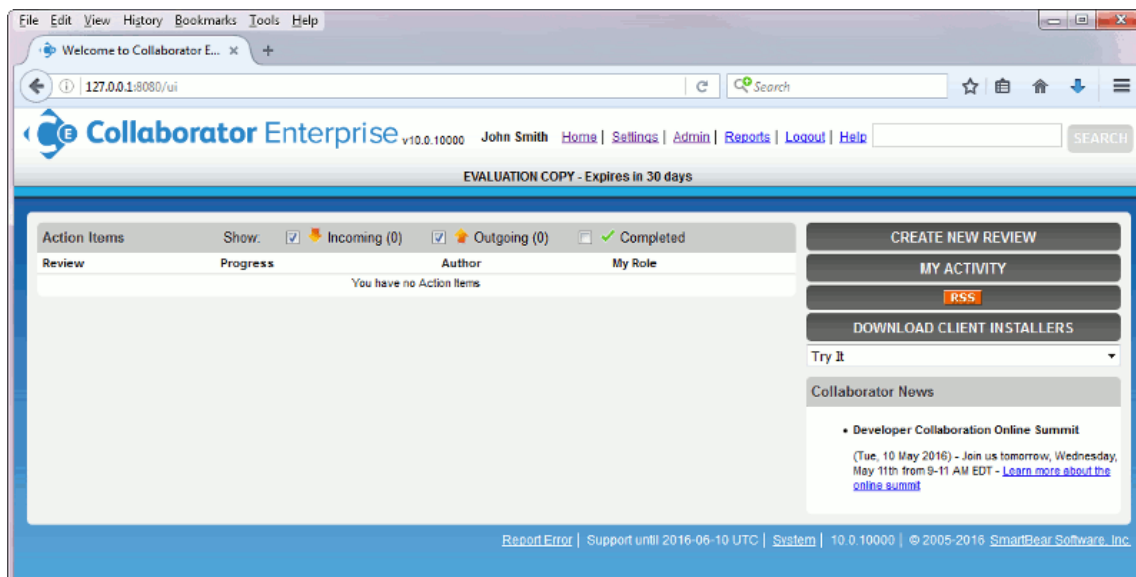 File Edit View History Bookmarks Tools Help
Welcome to Collaborator E... × +
127.0.0.1:8080/ui
Search
Collaborator Enterprise v10.0.10000 John Smith Home | Settings | Admin | Reports | Logout | Help SEARCH
EVALUATION COPY - Expires in 30 days
Action Items Show: Incoming (0) Outgoing (0) Completed
Review Progress Author My Role
You have no Action Items
CREATE NEW REVIEW
MY ACTIVITY
RSS
DOWNLOAD CLIENT INSTALLERS
Try It
Collaborator News
• Developer Collaboration Online Summit
(Tue, 10 May 2016) - Join us tomorrow, Wednesday,
May 11th from 9-11 AM EDT - Learn more about the
online summit
Report Error | Support until 2016-06-10 UTC | System | 10.0.10000 | © 2005-2016 SmartBear Software, Inc.